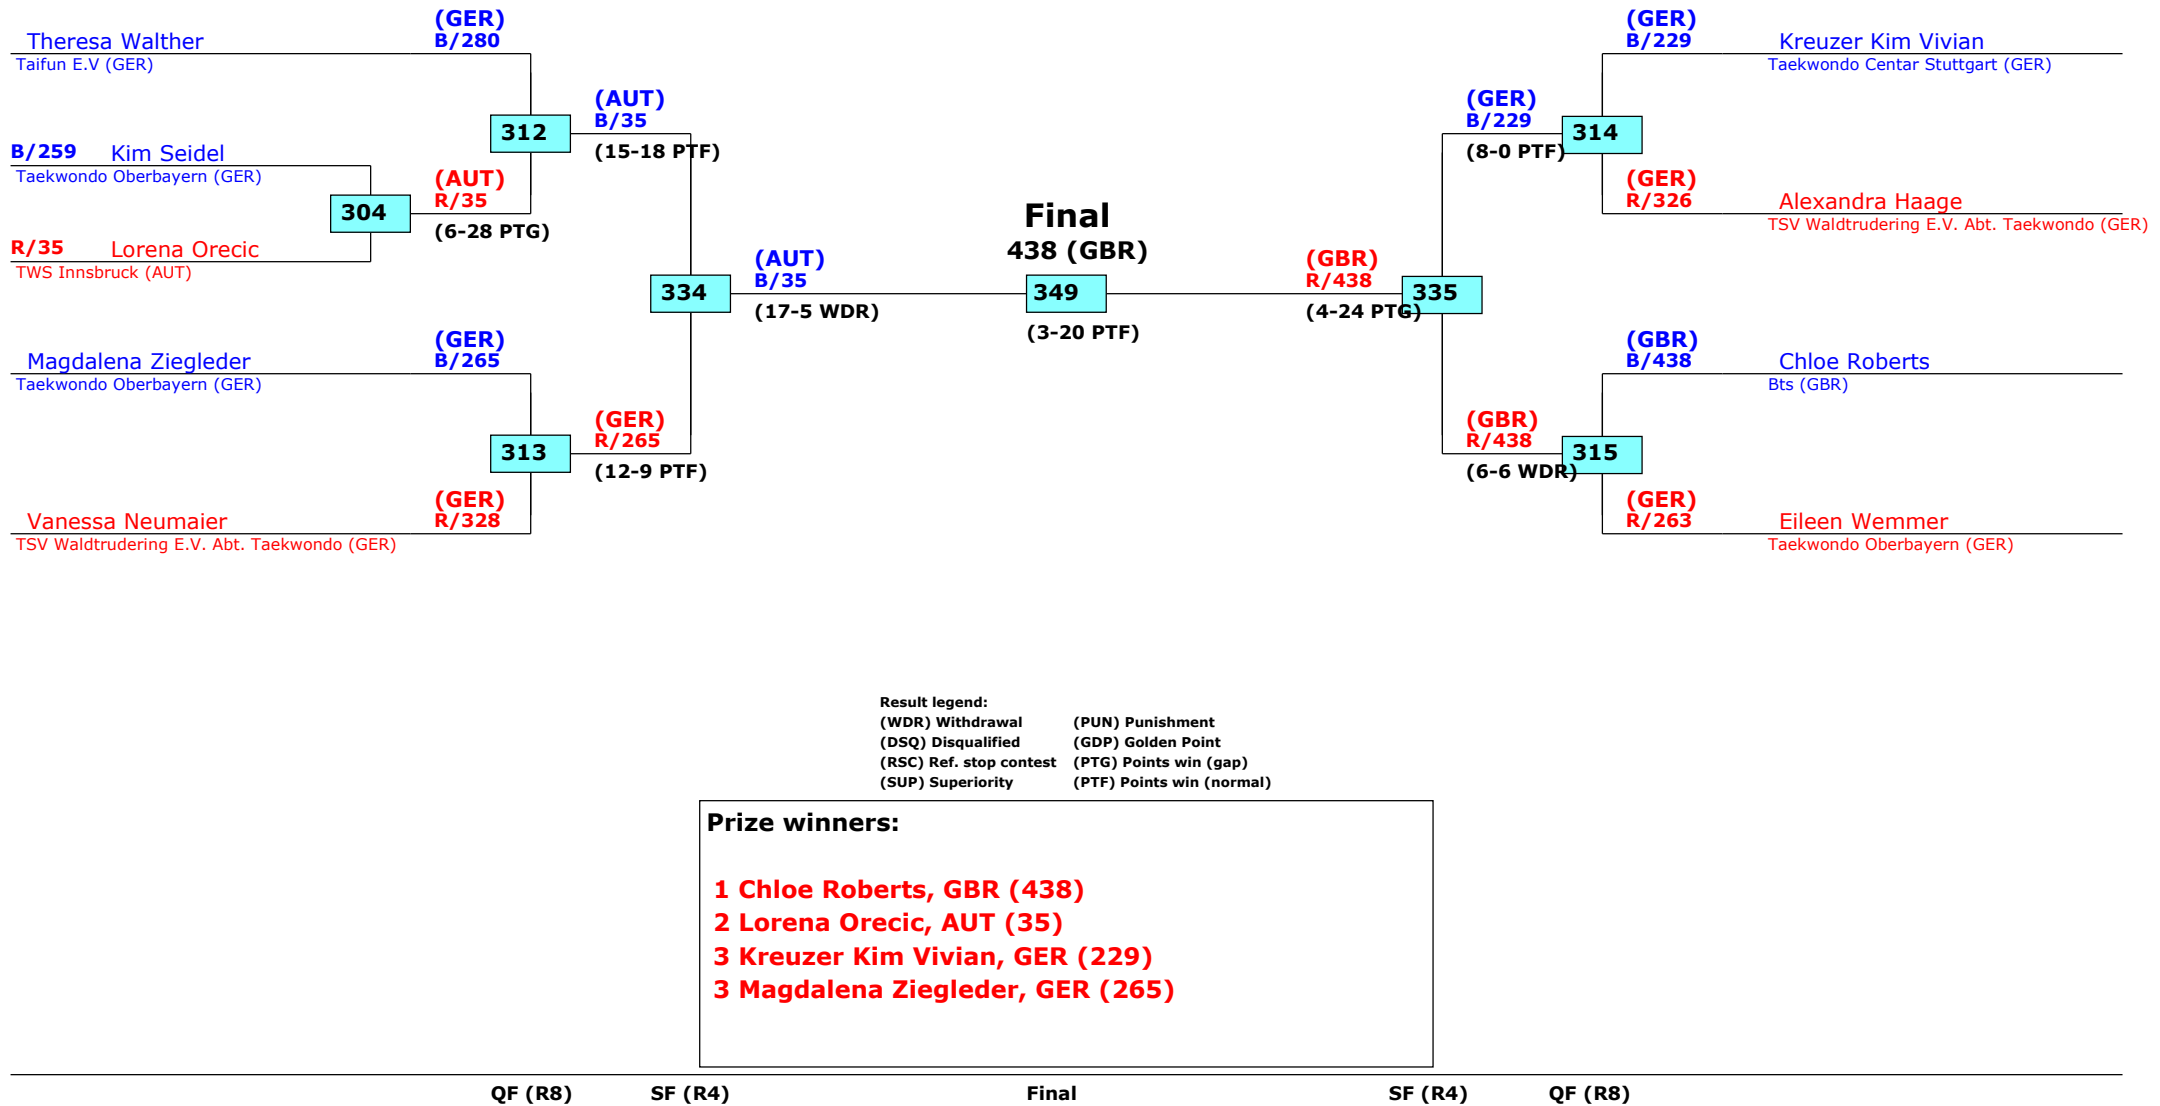 (GER)
B/280
Theresa Walther
Taifun E.V (GER)
(GER)
B/229
Kreuzer Kim Vivian
Taekwondo Centar Stuttgart (GER)
312
(AUT)
B/35
(15-18 PTF)
(GER)
B/229
(8-0 PTF)
314
B/259 Kim Seidel
Taekwondo Oberbayern (GER)
304
(AUT)
R/35
(6-28 PTG)
R/35 Lorena Orecic
TWS Innsbruck (AUT)
(GER)
R/326
Alexandra Haage
TSV Waldtrudering E.V. Abt. Taekwondo (GER)
Final
438 (GBR)
334
(AUT)
B/35
(17-5 WDR)
349
(3-20 PTF)
(GBR)
R/438
(4-24 PTG)
335
(GER)
B/265
Magdalena Ziegleder
Taekwondo Oberbayern (GER)
(GBR)
B/438
Chloe Roberts
Bts (GBR)
313
(GER)
R/265
(12-9 PTF)
(GBR)
R/438
(6-6 WDR)
315
(GER)
R/328
Vanessa Neumaier
TSV Waldtrudering E.V. Abt. Taekwondo (GER)
(GER)
R/263
Eileen Wemmer
Taekwondo Oberbayern (GER)
Result legend:
(WDR) Withdrawal (PUN) Punishment
(DSQ) Disqualified (GDP) Golden Point
(RSC) Ref. stop contest (PTG) Points win (gap)
(SUP) Superiority (PTF) Points win (normal)
Prize winners:
1 Chloe Roberts, GBR (438)
2 Lorena Orecic, AUT (35)
3 Kreuzer Kim Vivian, GER (229)
3 Magdalena Ziegleder, GER (265)
QF (R8) SF (R4) Final SF (R4) QF (R8)